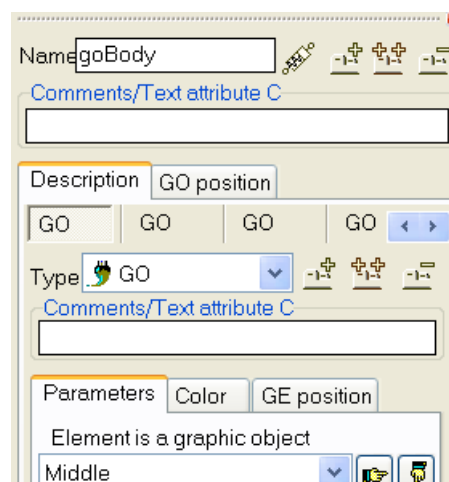 Name goBody
Comments/Text attribute C
Description GO position
GO GO GO GO
Type GO
Comments/Text attribute C
Parameters Color GE position
Element is a graphic object
Middle